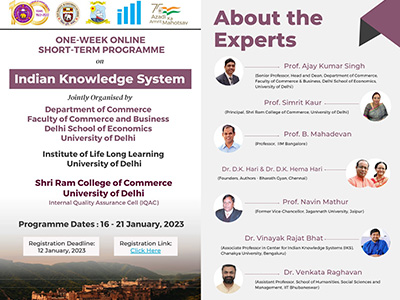 75
Azadi Ka
Amrit Mahotsav
ONE-WEEK ONLINE
SHORT-TERM PROGRAMME
on
Indian Knowledge System
Jointly Organised by
Department of Commerce
Faculty of Commerce and Business
Delhi School of Economics
University of Delhi
Institute of Life Long Learning
University of Delhi
Shri Ram College of Commerce
University of Delhi
Internal Quality Assurance Cell (IQAC)
Programme Dates : 16 - 21 January, 2023
Registration Deadline:
12 January, 2023
Registration Link:
Click Here
About the
Experts
Prof. Ajay Kumar Singh
(Senior Professor, Head and Dean, Department of Commerce,
Faculty of Commerce & Business, Delhi School of Economics,
University of Delhi)
Prof. Simrit Kaur
(Principal, Shri Ram College of Commerce, University of Delhi)
Prof. B. Mahadevan
(Professor, IIM Bangalore)
Dr. D.K. Hari & Dr. D.K. Hema Hari
(Founders, Authors - Bharath Gyan, Chennai)
Prof. Navin Mathur
(Former Vice-Chancellor, Jagannath University, Jaipur)
Dr. Vinayak Rajat Bhat
(Associate Professor in Center for Indian Knowledge Systems (IKS),
Chanakya University, Bengaluru)
Dr. Venkata Raghavan
(Assistant Professor, School of Humanities, Social Sciences and
Management, IIT Bhubaneswar)